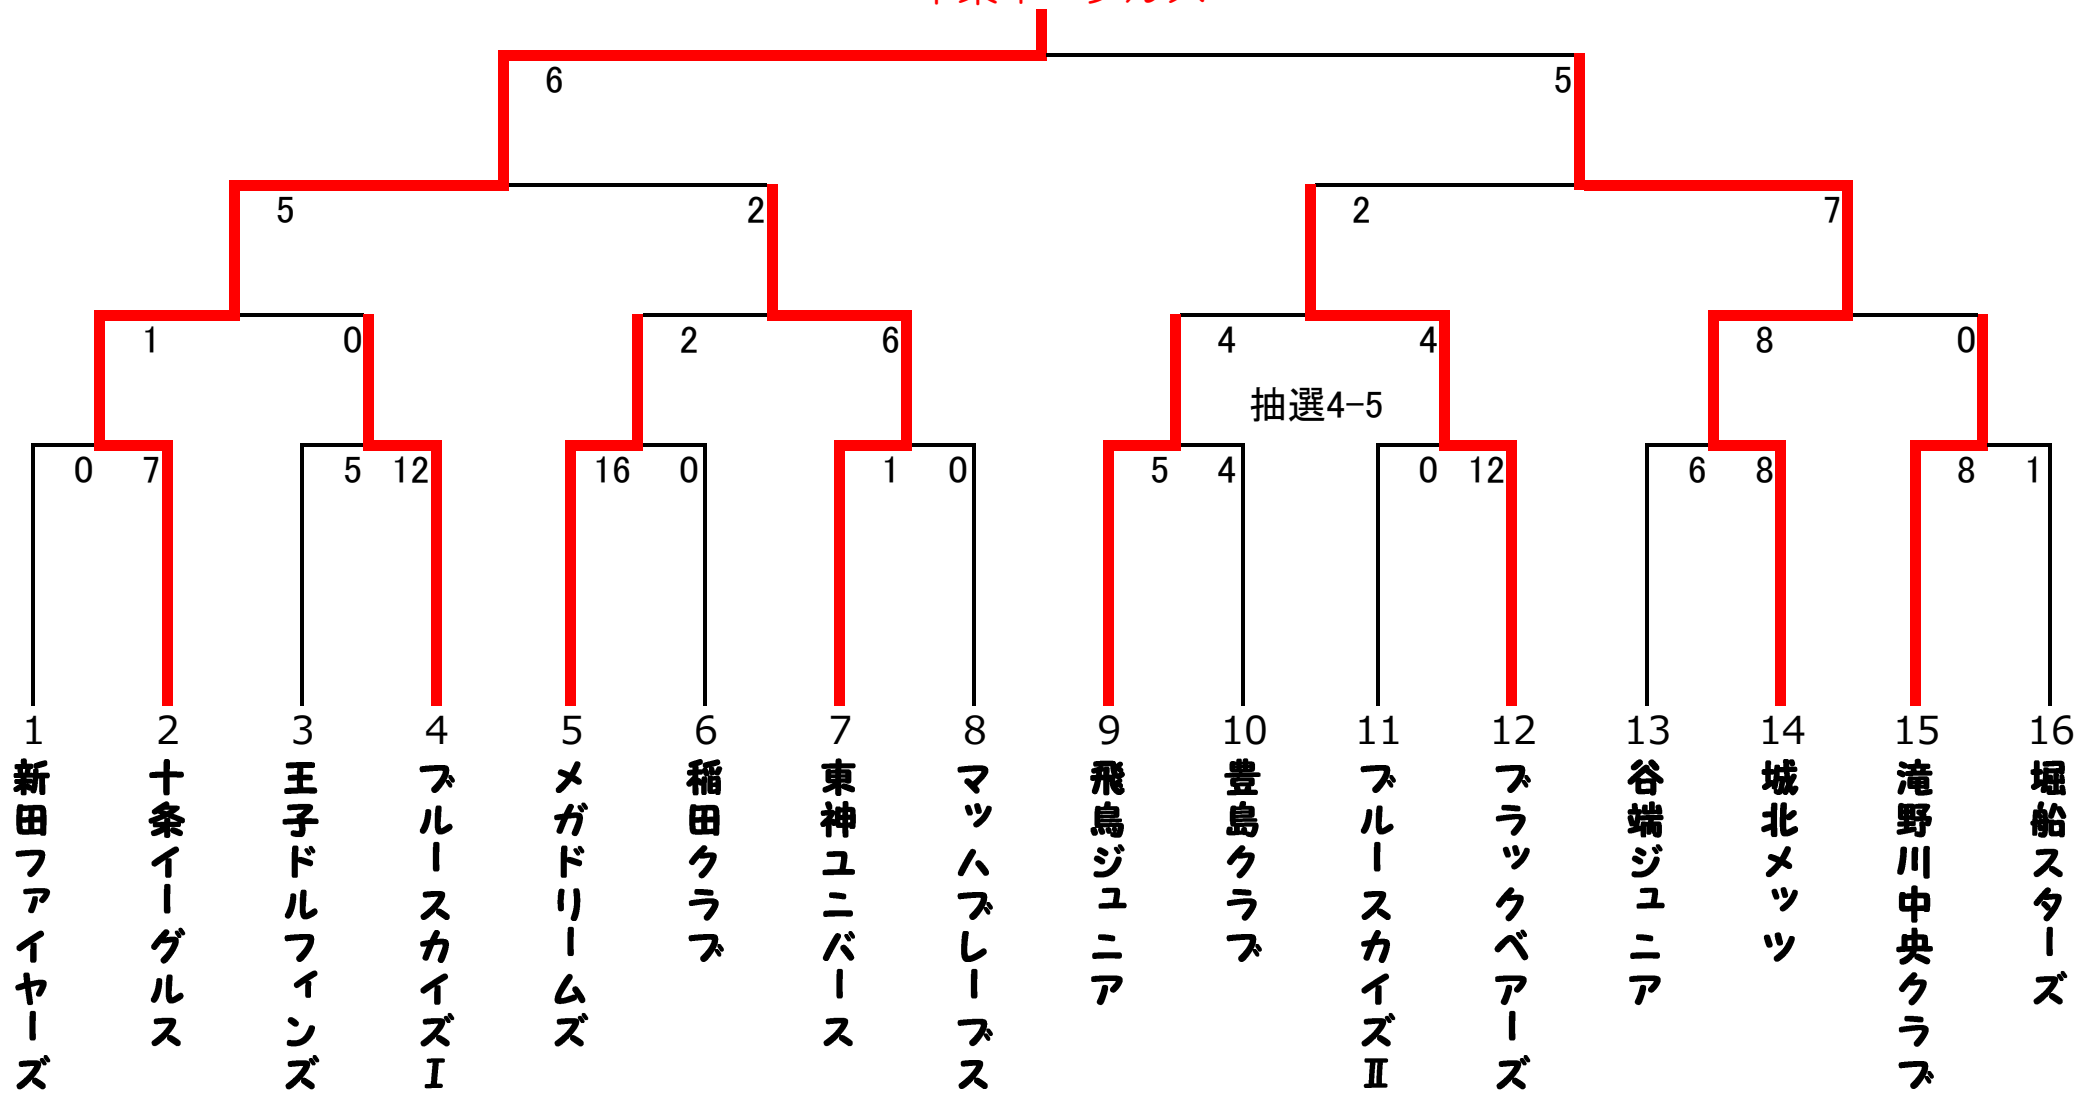 6 5
5 2 2 7
1 0 2 6 4 4 8 0
抽選4-5
0 7 5 12 16 0 1 0 5 4 0 12 6 8 8 1
1 2 3 4 5 6 7 8 9 10 11 12 13 14 15 16
新田ファイヤーズ
十条イーグルス
王子ドルフィンズ
ブルースカイズⅠ
メガドリームズ
稲田クラブ
東神ユニバース
マッハブレーブス
飛鳥ジュニア
豊島クラブ
ブルースカイズⅡ
ブラックベアーズ
谷端ジュニア
城北メッツ
滝野川中央クラブ
堀船スターズ